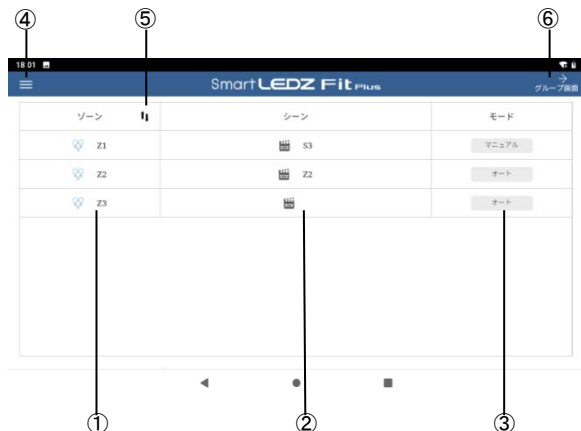 ④ ⑤ ⑥
18:01
Smart LEDZ Fit Plus
グループ画面
ゾーン シーン モード
Z1 S3 マニュアル
Z2 Z2 オート
Z3 オート
① ② ③